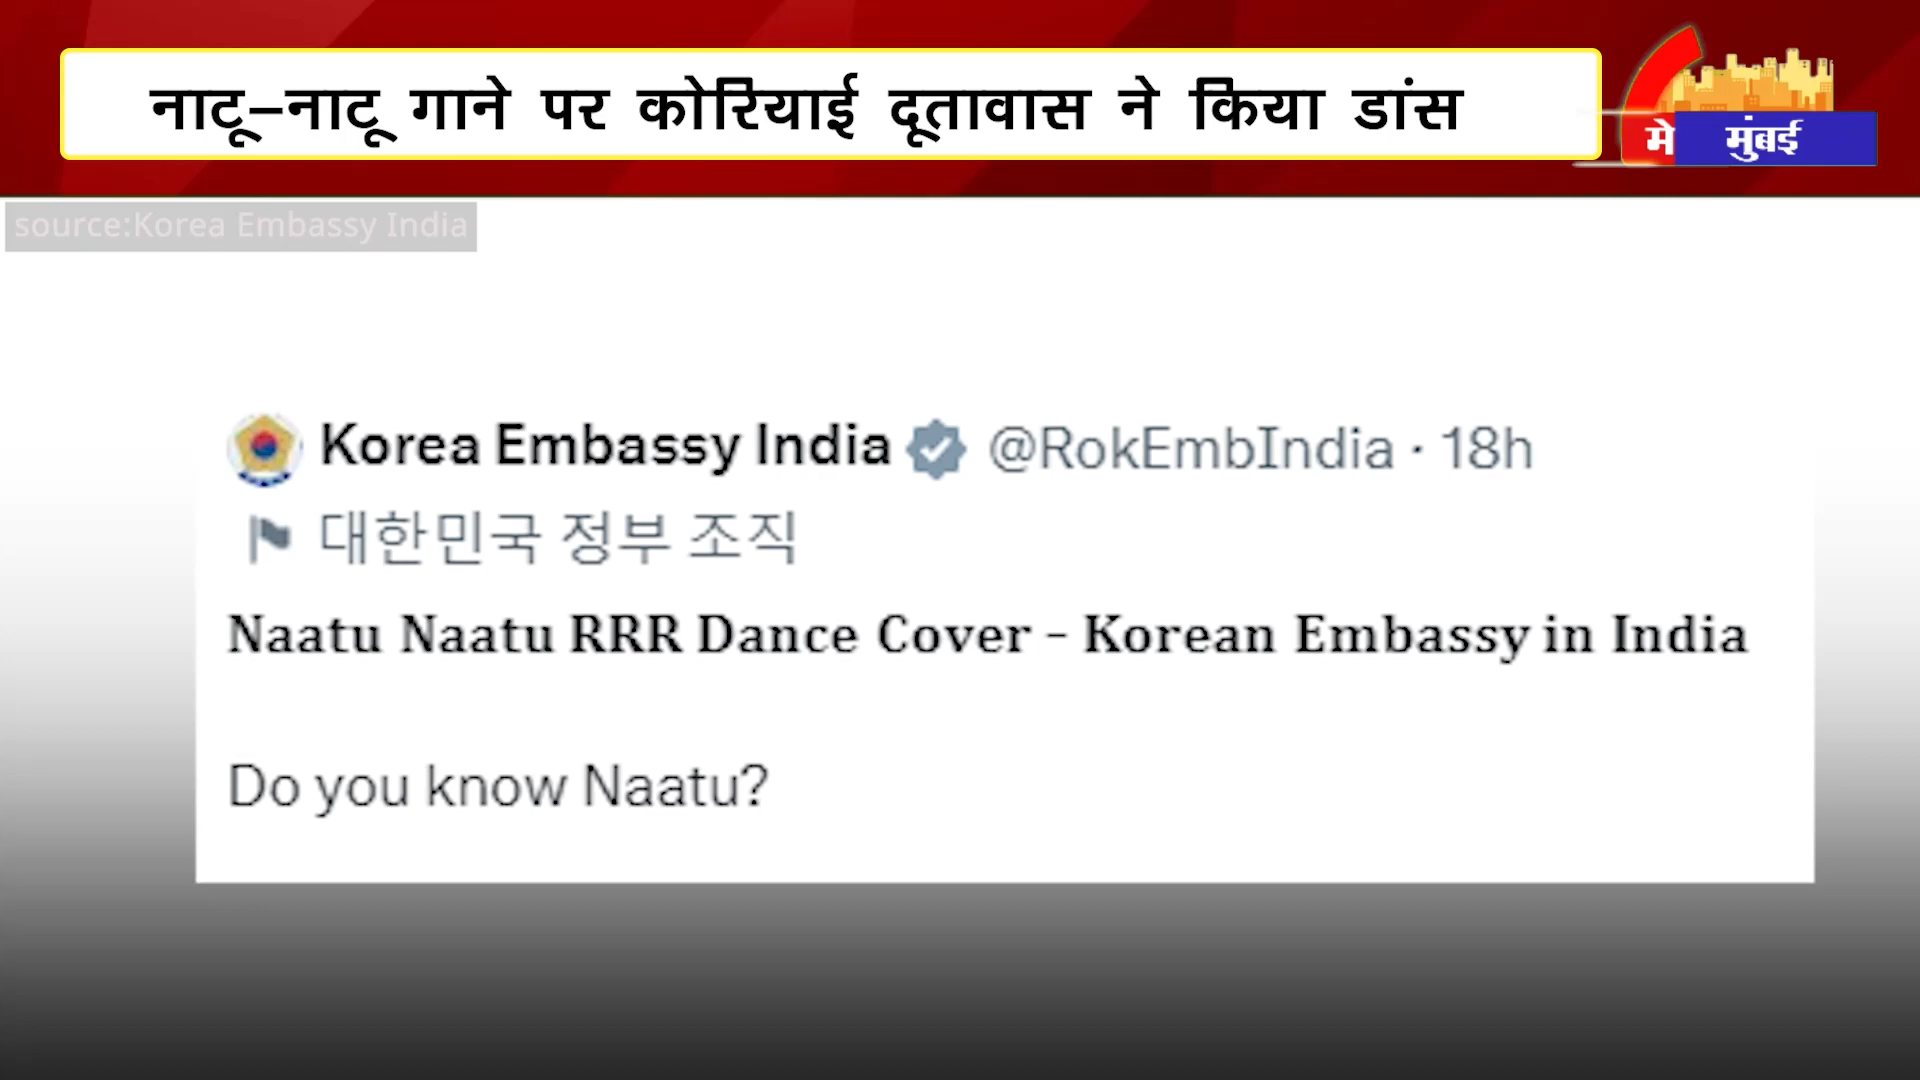 नाटू–नाटू गाने पर कोरियाई दूतावास ने किया डांस
मे मुंबई
source:Korea Embassy India
Korea Embassy India @RokEmbIndia · 18h
대한민국 정부 조직
Naatu Naatu RRR Dance Cover - Korean Embassy in India
Do you know Naatu?